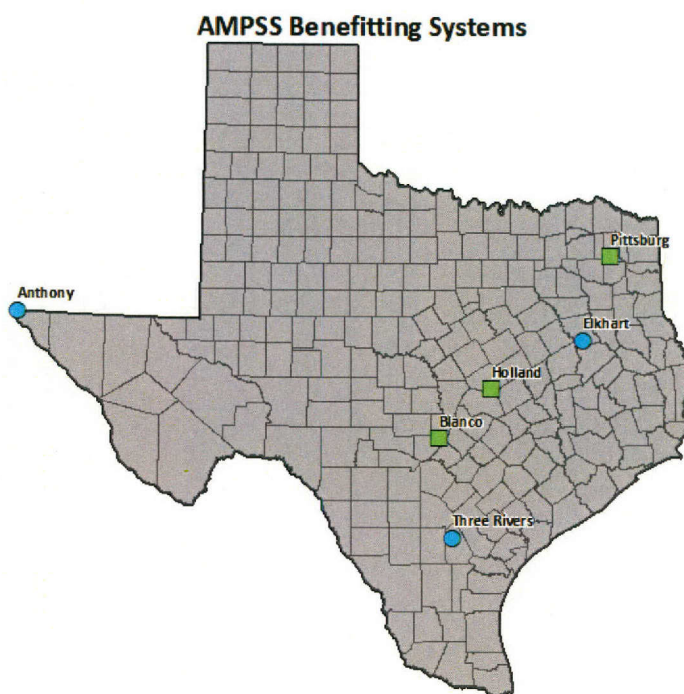 AMPSS Benefitting Systems
Pittsburg
Anthony
Elkhart
Holland
Blanco
Three Rivers